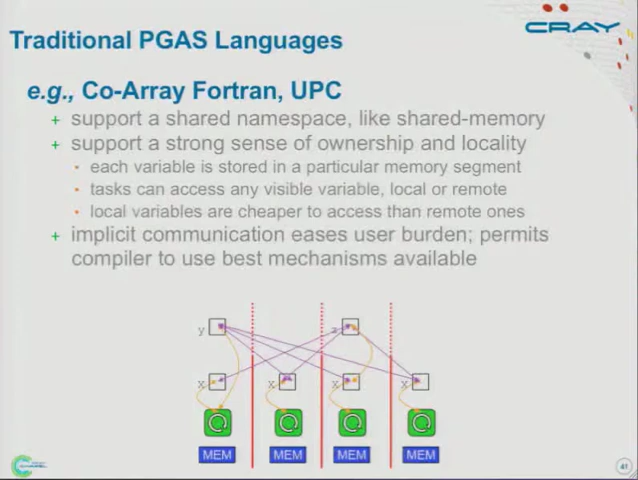 CRAY
Traditional PGAS Languages
e.g., Co-Array Fortran, UPC
+ support a shared namespace, like shared-memory
+ support a strong sense of ownership and locality
• each variable is stored in a particular memory segment
• tasks can access any visible variable, local or remote
• local variables are cheaper to access than remote ones
+ implicit communication eases user burden; permits
compiler to use best mechanisms available
y z
x x x x
MEM MEM MEM MEM
41